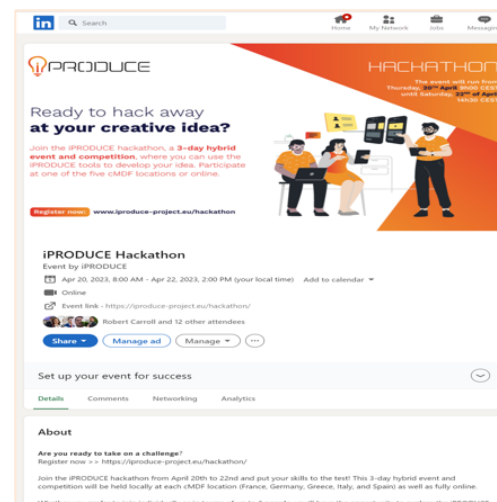 in
Search
Home
My Network
Jobs
Messaging
iPRODUCE
HACKATHON
The event will run from
Thursday, 20th April 9h00 CEST
until Saturday, 22nd of April
14h30 CEST
Ready to hack away
at your creative idea?
Join the iPRODUCE hackathon, a 3-day hybrid
event and competition, where you can use the
iPRODUCE tools to develop your idea. Participate
at one of the five cMDF locations or online.
Register now: www.iproduce-project.eu/hackathon
iPRODUCE Hackathon
Event by iPRODUCE
Apr 20, 2023, 8:00 AM - Apr 22, 2023, 2:00 PM (your local time) Add to calendar
Online
Event link - https://iproduce-project.eu/hackathon/
Robert Carroll and 12 other attendees
Share
Manage ad
Manage
Set up your event for success
Details
Comments
Networking
Analytics
About
Are you ready to take on a challenge?
Register now >> https://iproduce-project.eu/hackathon/
Join the iPRODUCE hackathon from April 20th to 22nd and put your skills to the test! This 3-day hybrid event and
competition will be held locally at each cMDF location (France, Germany, Greece, Italy, and Spain) as well as fully online.